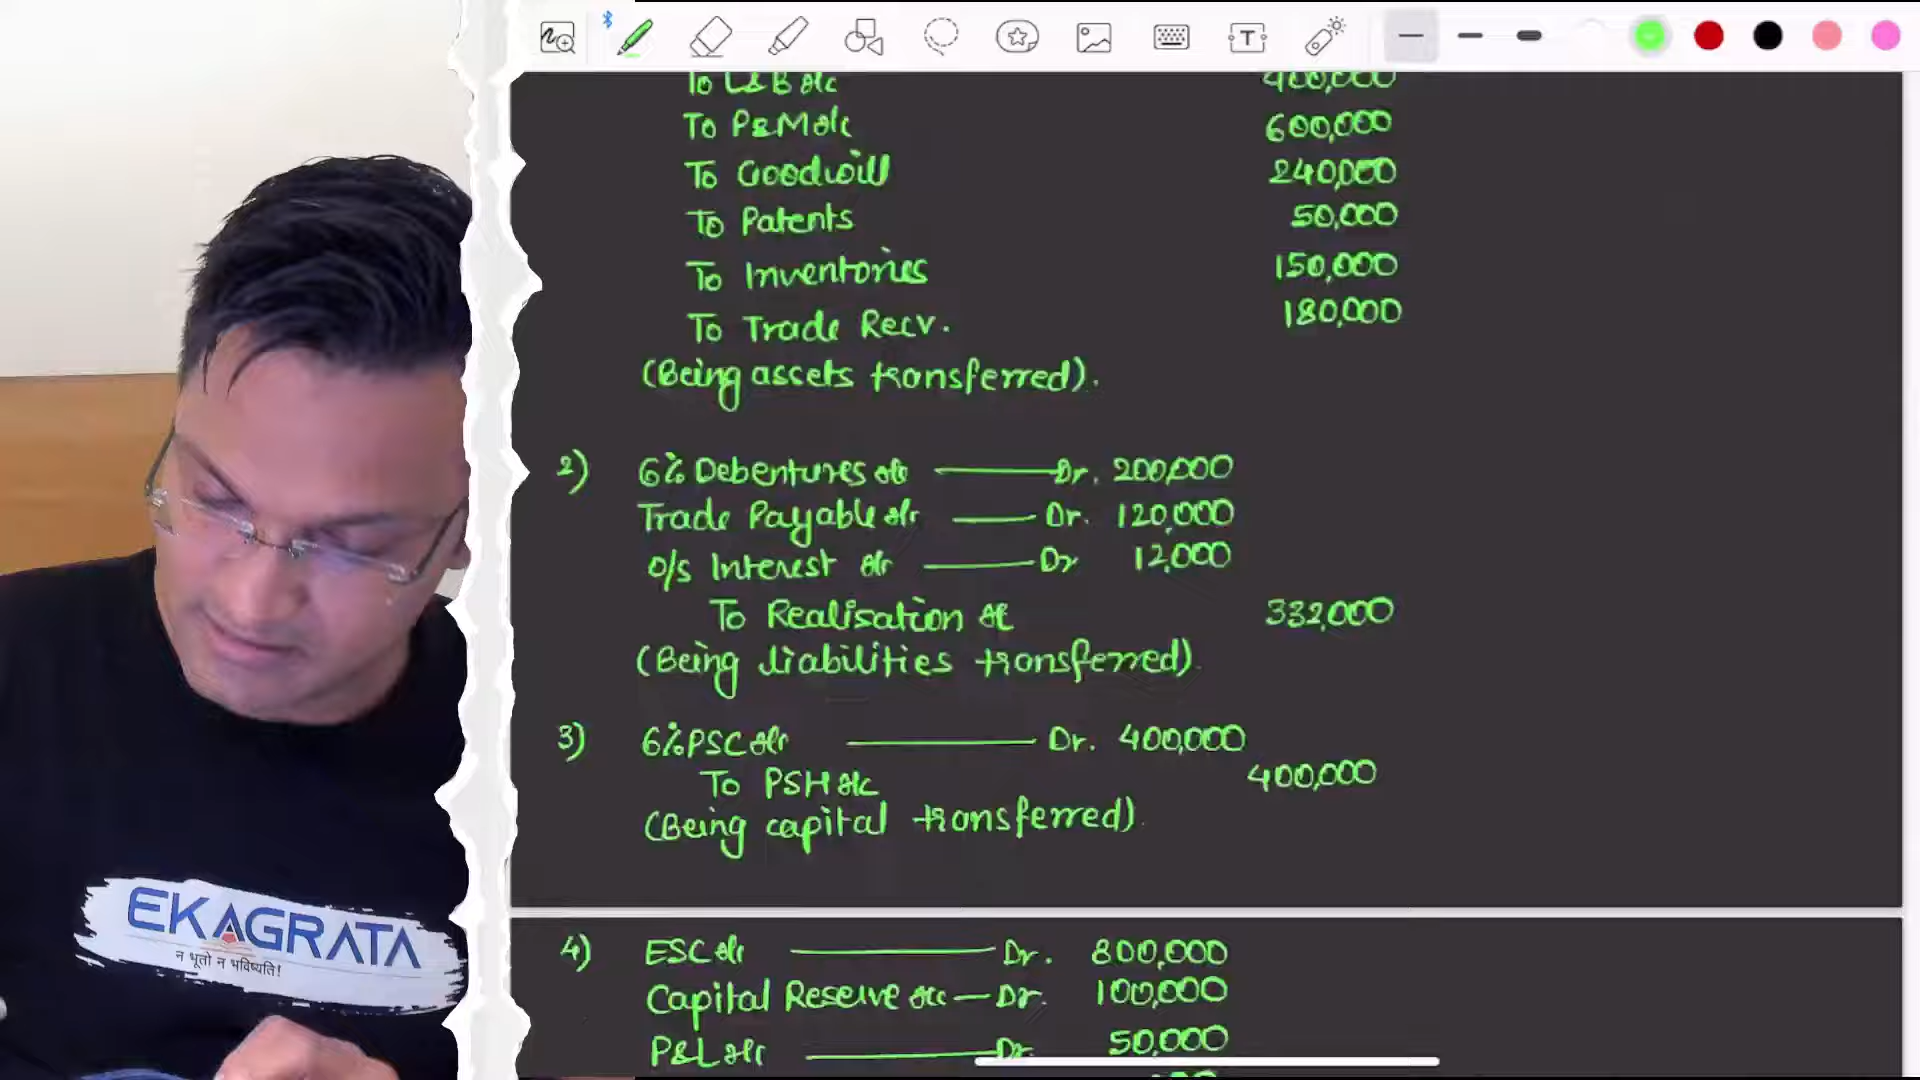 To L&B a/c 400,000
To P&M a/c 600,000
To Goodwill 240,000
To Patents 50,000
To Inventories 150,000
To Trade Recv. 180,000
(Being assets transferred).
2) 6% Debentures a/c Dr. 200,000
Trade Payable a/c Dr. 120,000
o/s Interest a/c Dr 12,000
To Realisation a/c 332,000
(Being liabilities transferred).
3) 6% PSC a/c Dr. 400,000
To PSH a/c 400,000
(Being capital transferred).
4) ESC a/c Dr. 800,000
Capital Reserve a/c Dr. 100,000
P&L a/c Dr. 50,000
EKAGRATA
न भूतो न भविष्यति!